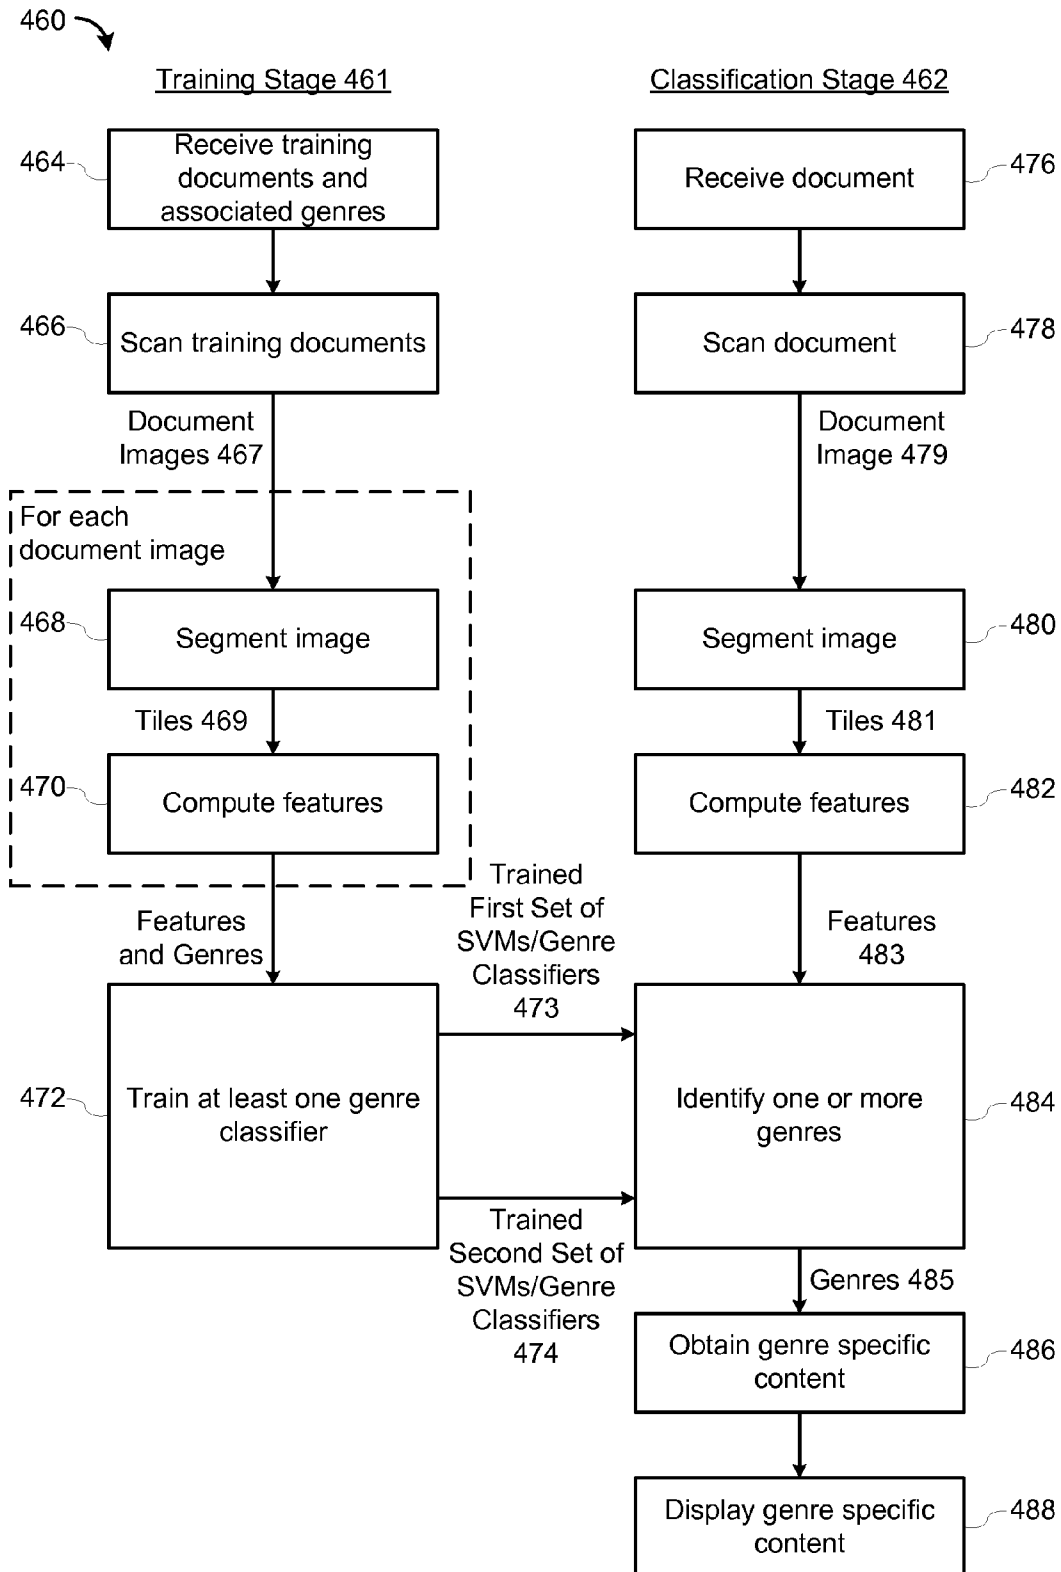 460
Training Stage 461
464
Receive training
documents and
associated genres
466
Scan training documents
Document
Images 467
For each
document image
468
Segment image
Tiles 469
470
Compute features
Features
and Genres
472
Train at least one genre
classifier
Trained
First Set of
SVMs/Genre
Classifiers
473
Trained
Second Set of
SVMs/Genre
Classifiers
474
Classification Stage 462
Receive document
476
Scan document
478
Document
Image 479
Segment image
480
Tiles 481
Compute features
482
Features
483
Identify one or more
genres
484
Genres 485
Obtain genre specific
content
486
Display genre specific
content
488